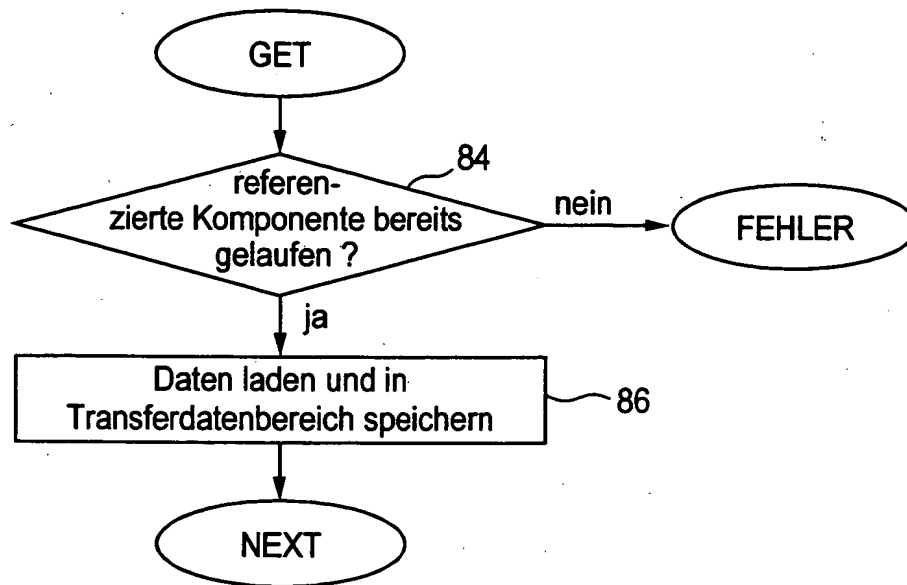 GET
84
referen-
zierte Komponente bereits
gelaufen ?
nein
FEHLER
ja
Daten laden und in
Transferdatenbereich speichern
86
NEXT